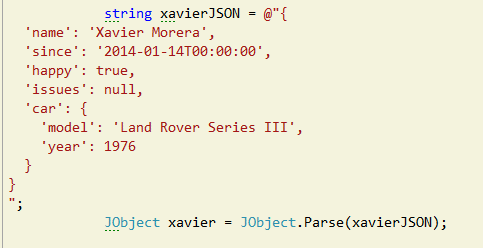 string xavierJSON = @"{
'name': 'Xavier Morera',
'since': '2014-01-14T00:00:00',
'happy': true,
'issues': null,
'car': {
'model': 'Land Rover Series III',
'year': 1976
}
}
";
JObject xavier = JObject.Parse(xavierJSON);